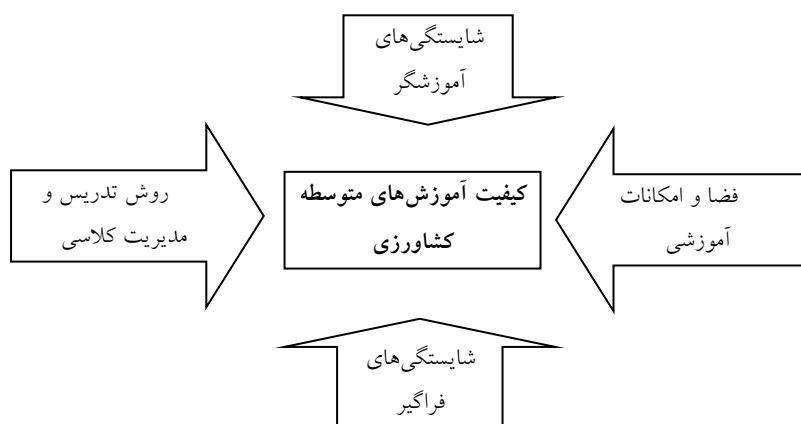 شایستگی‌های
آموزشگر
روش تدریس و
مدیریت کلاسی
کیفیت آموزش‌های متوسطه
کشاورزی
فضا و امکانات
آموزشی
شایستگی‌های
فراگیر